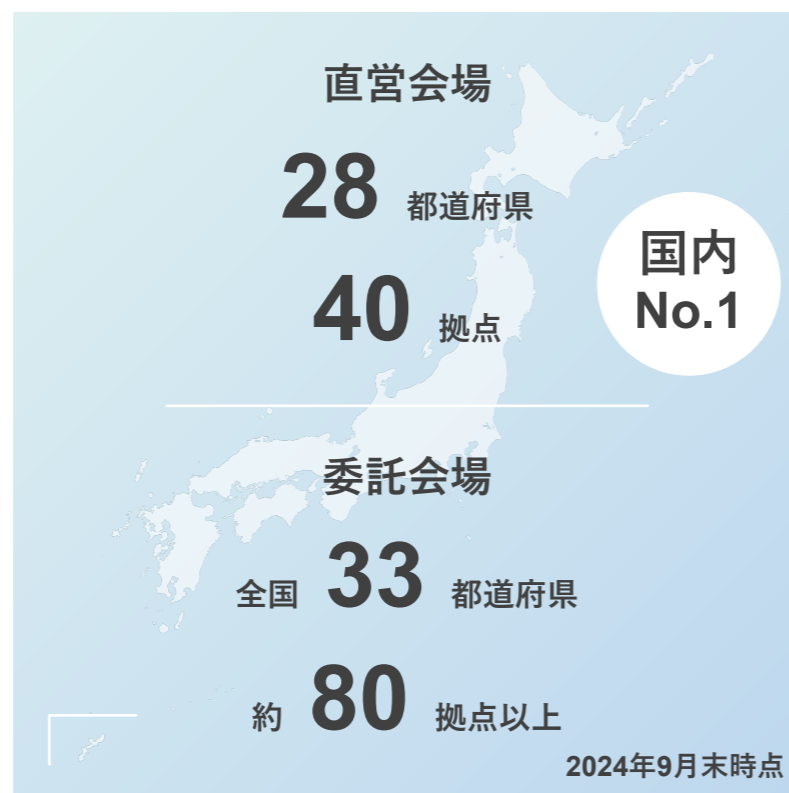 直営会場
28 都道府県
40 拠点
国内
No.1
委託会場
全国 33 都道府県
約 80 拠点以上
2024年9月末時点